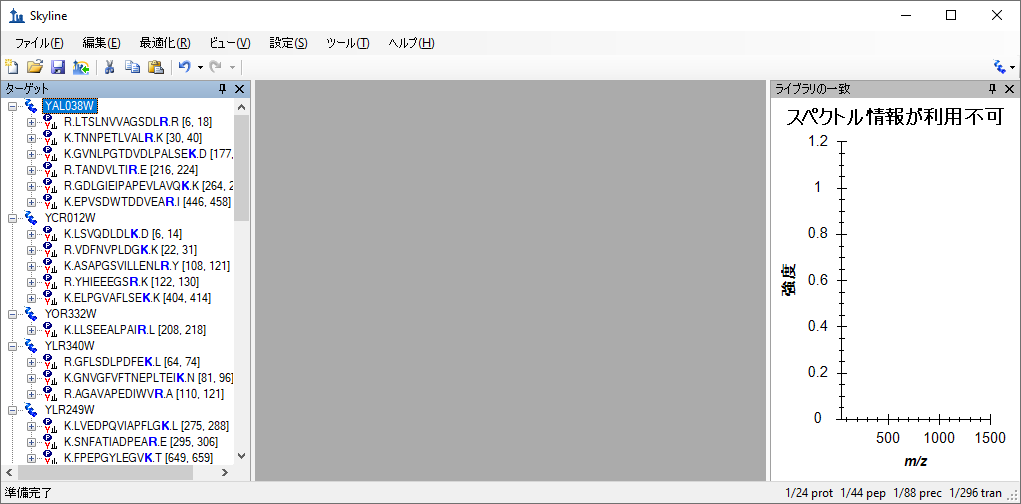 Skyline
ファイル(F) 編集(E) 最適化(R) ビュー(V) 設定(S) ツール(T) ヘルプ(H)
ターゲット
YAL038W
R.LTSLNVVAGSDLR.R [6, 18]
K.TNNPETLVALR.K [30, 40]
K.GVNLPGTDVDLPALSEK.D [177,
R.TANDVLTIR.E [216, 224]
R.GDLGIEIPAPEVLAVQK.K [264, 2
K.EPVSDWTDDVEAR.I [446, 458]
YCR012W
K.LSVQDLDLK.D [6, 14]
R.VDFNVPLDGK.K [22, 31]
K.ASAPGSVILLENLR.Y [108, 121]
R.YHIEEEGSR.K [122, 130]
K.ELPGVAFLSEK.K [404, 414]
YOR332W
K.LLSEEALPAIR.L [208, 218]
YLR340W
R.GFLSDLPDFEK.L [64, 74]
K.GNVGFVFTNEPLTEIK.N [81, 96]
R.AGAVAPEDIWVR.A [110, 121]
YLR249W
K.LVEDPQVIAPFLGK.L [275, 288]
K.SNFATIADPEAR.E [295, 306]
K.FPEPGYLEGVK.T [649, 659]
ライブラリの一致
スペクトル情報が利用不可
1.2
1
0.8
0.6
0.4
0.2
0
強度
500 1000 1500
m/z
準備完了
1/24 prot 1/44 pep 1/88 prec 1/296 tran